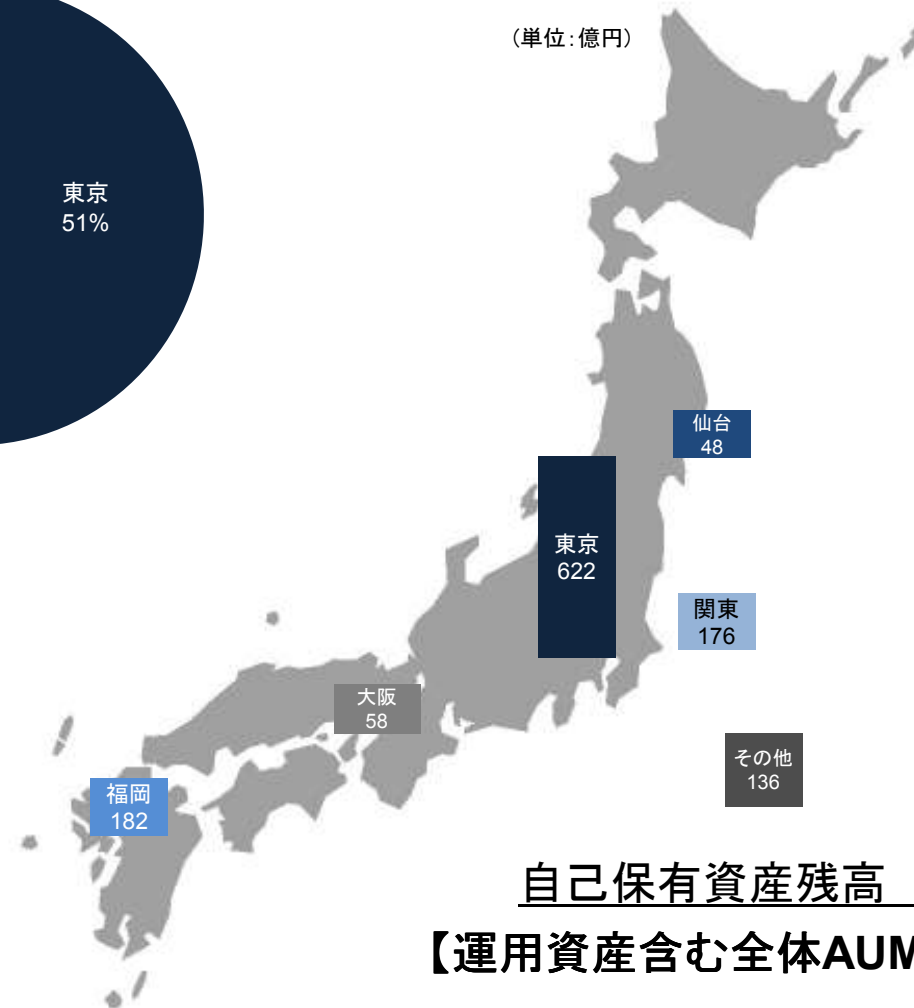 (単位:億円)
東京
51%
仙台
48
東京
622
関東
176
大阪
58
その他
136
福岡
182
自己保有資産残高
【運用資産含む全体AUM